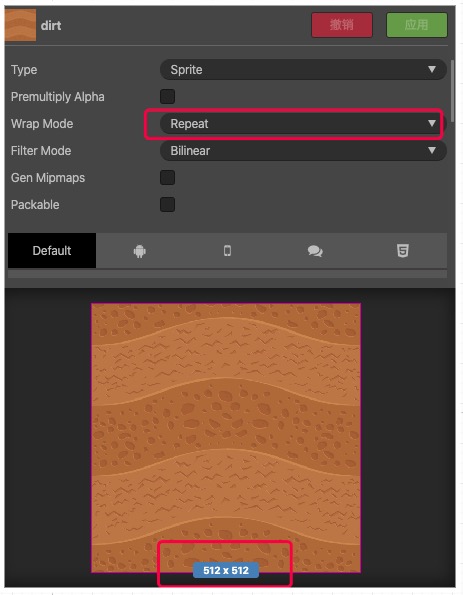 dirt
撤销
应用
Type
Sprite
Premultiply Alpha
Wrap Mode
Repeat
Filter Mode
Bilinear
Gen Mipmaps
Packable
Default
512 x 512